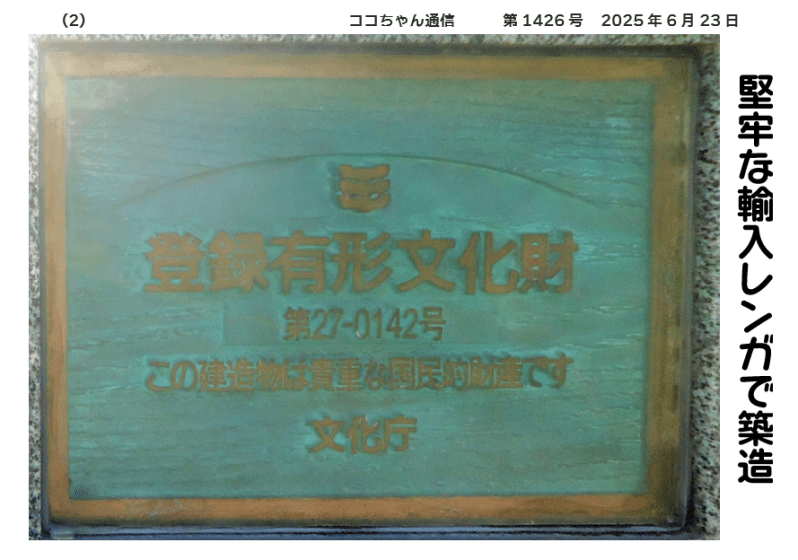 (2) ココちゃん通信 第1426号 2025年6月23日
堅牢な輸入レンガで築造
登録有形文化財
第27-0142号
この建造物は貴重な国民的財産です
文化庁